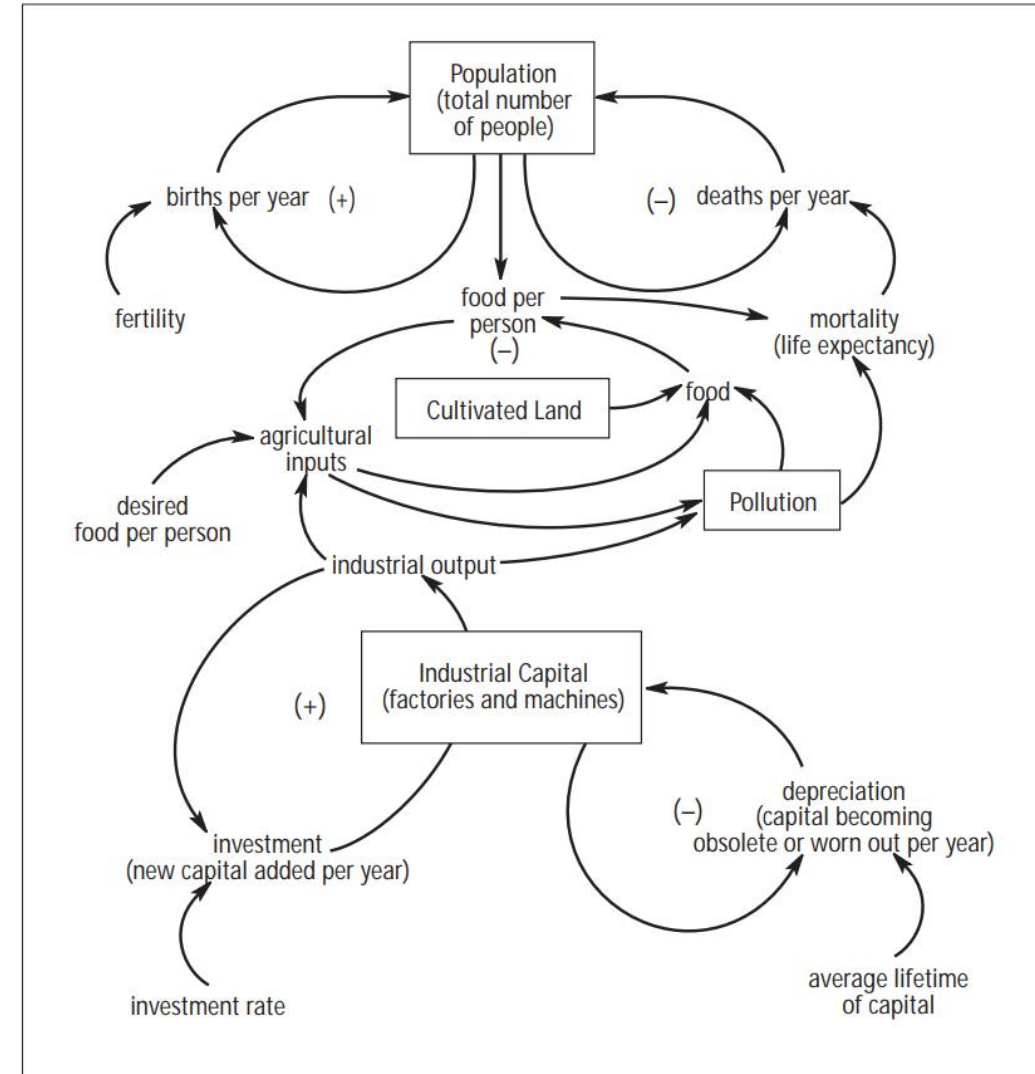 Population
(total number
of people)
births per year (+)
(–) deaths per year
fertility
food per
person
(–)
mortality
(life expectancy)
Cultivated Land
food
agricultural
inputs
desired
food per person
Pollution
industrial output
Industrial Capital
(factories and machines)
(+)
(–)
depreciation
(capital becoming
obsolete or worn out per year)
investment
(new capital added per year)
investment rate
average lifetime
of capital